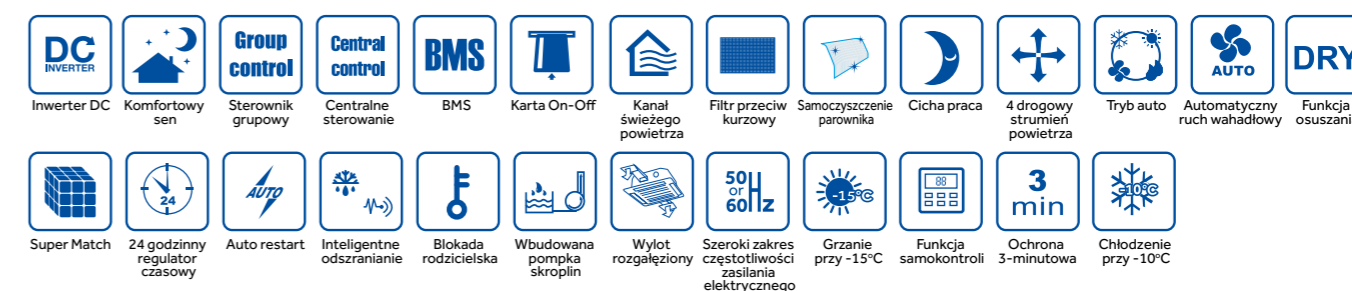 DC
INVERTER
Inwerter DC
Komfortowy
sen
Group
control
Sterownik
grupowy
Central
control
Centralne
sterowanie
BMS
BMS
Karta On-Off
Kanał
świeżego
powietrza
Filtr przeciw
kurzowy
Samoczyszczenie
parownika
Cicha praca
4 drogowy
strumień
powietrza
Tryb auto
AUTO
Automatyczny
ruch wahadłowy
DRY
Funkcja
osuszani
Super Match
24
24 godzinny
regulator
czasowy
AUTO
Auto restart
Inteligentne
odszranianie
Blokada
rodzicielska
Wbudowana
pompka
skroplin
Wylot
rozgałęziony
50
or
60Hz
Szeroki zakres
częstotliwości
zasilania
elektrycznego
-15°C
Grzanie
przy -15°C
88
Funkcja
samokontroli
3
min
Ochrona
3-minutowa
-10°C
Chłodzenie
przy -10°C